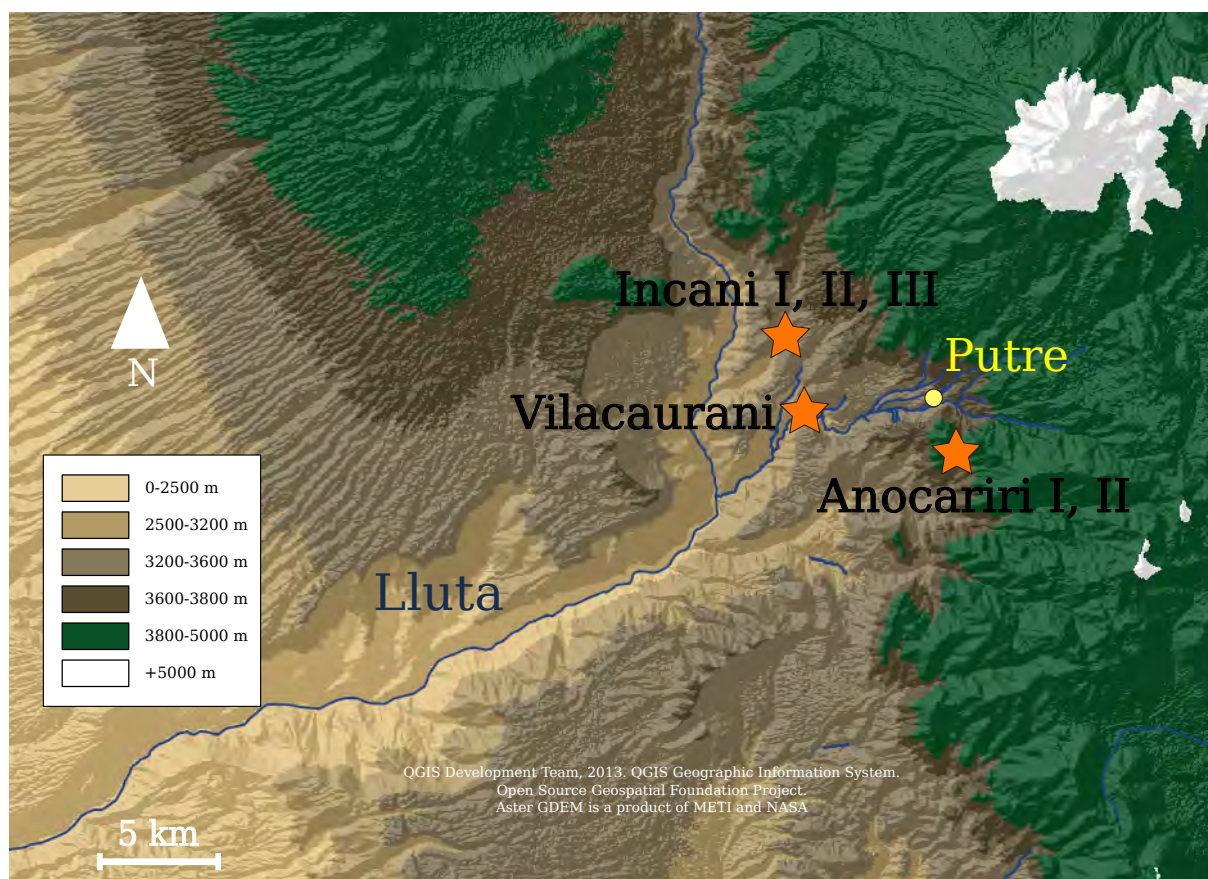 Incani I, II, III
Putre
N
Vilacaurani
Anocariri I, II
0-2500 m
2500-3200 m
3200-3600 m
3600-3800 m
3800-5000 m
+5000 m
Lluta
QGIS Development Team, 2013. QGIS Geographic Information System.
Open Source Geospatial Foundation Project.
Aster GDEM is a product of METI and NASA
5 km